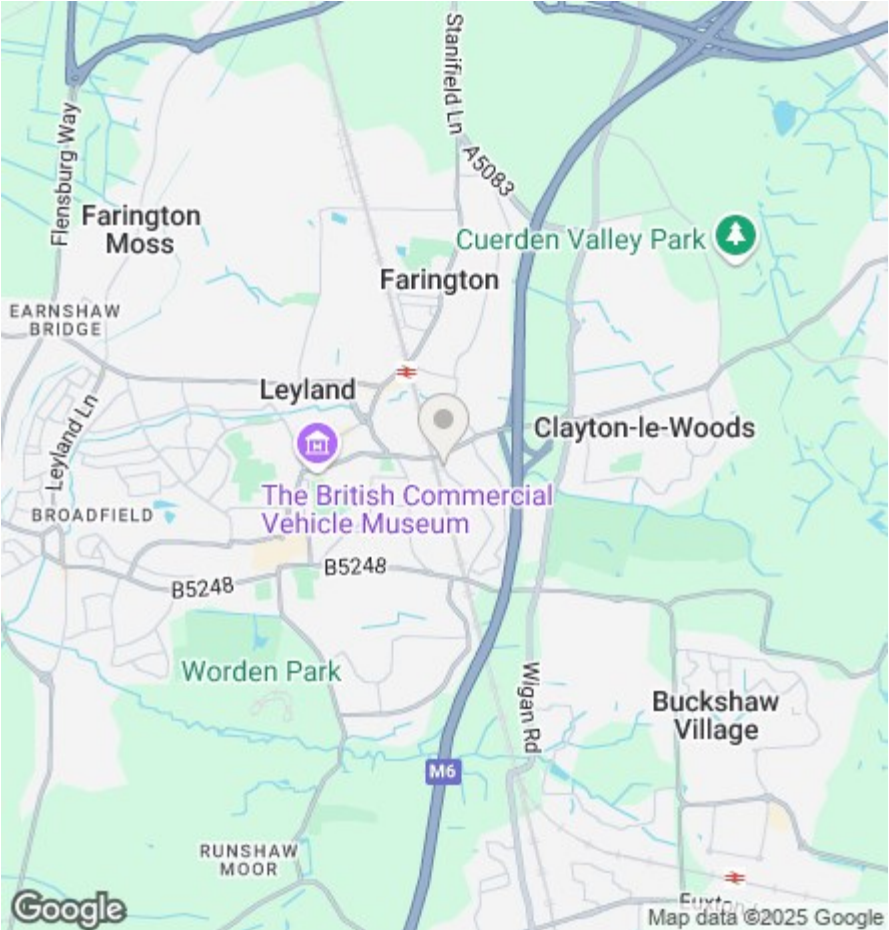 Stanifield Ln
A5083
Flensburg Way
Farington
Moss
Cuerden Valley Park
Farington
EARNSHAW
BRIDGE
Leyland
Leyland Ln
Clayton-le-Woods
The British Commercial
Vehicle Museum
BROADFIELD
B5248
B5248
Worden Park
Wigan Rd
Buckshaw
Village
M6
RUNSHAW
MOOR
Google
Map data ©2025 Google